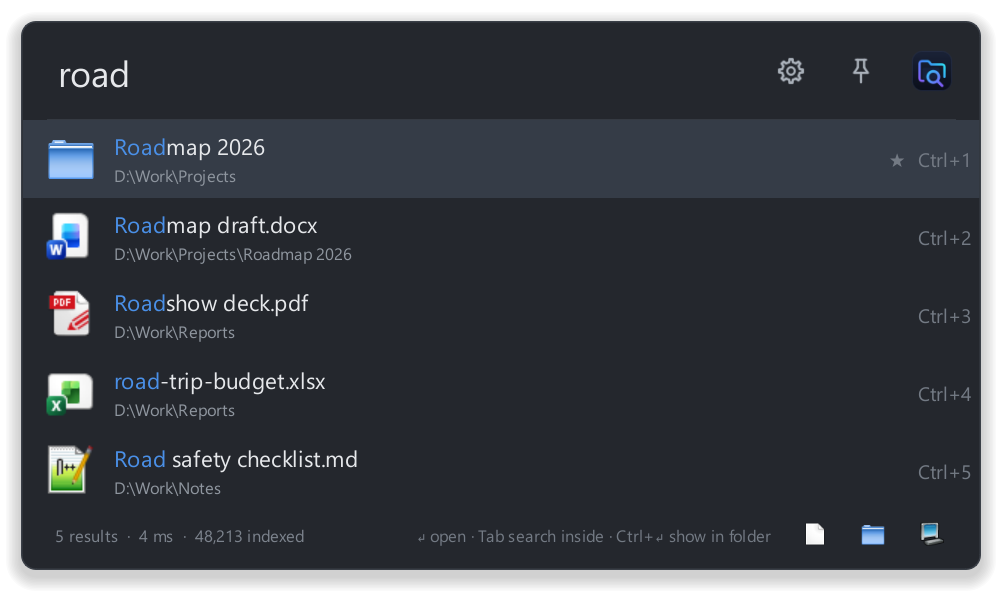 road
Roadmap 2026
D:\Work\Projects
★ Ctrl+1
Roadmap draft.docx
D:\Work\Projects\Roadmap 2026
Ctrl+2
PDF
Roadshow deck.pdf
D:\Work\Reports
Ctrl+3
road-trip-budget.xlsx
D:\Work\Reports
Ctrl+4
Road safety checklist.md
D:\Work\Notes
Ctrl+5
5 results · 4 ms · 48,213 indexed
↲ open · Tab search inside · Ctrl+↲ show in folder